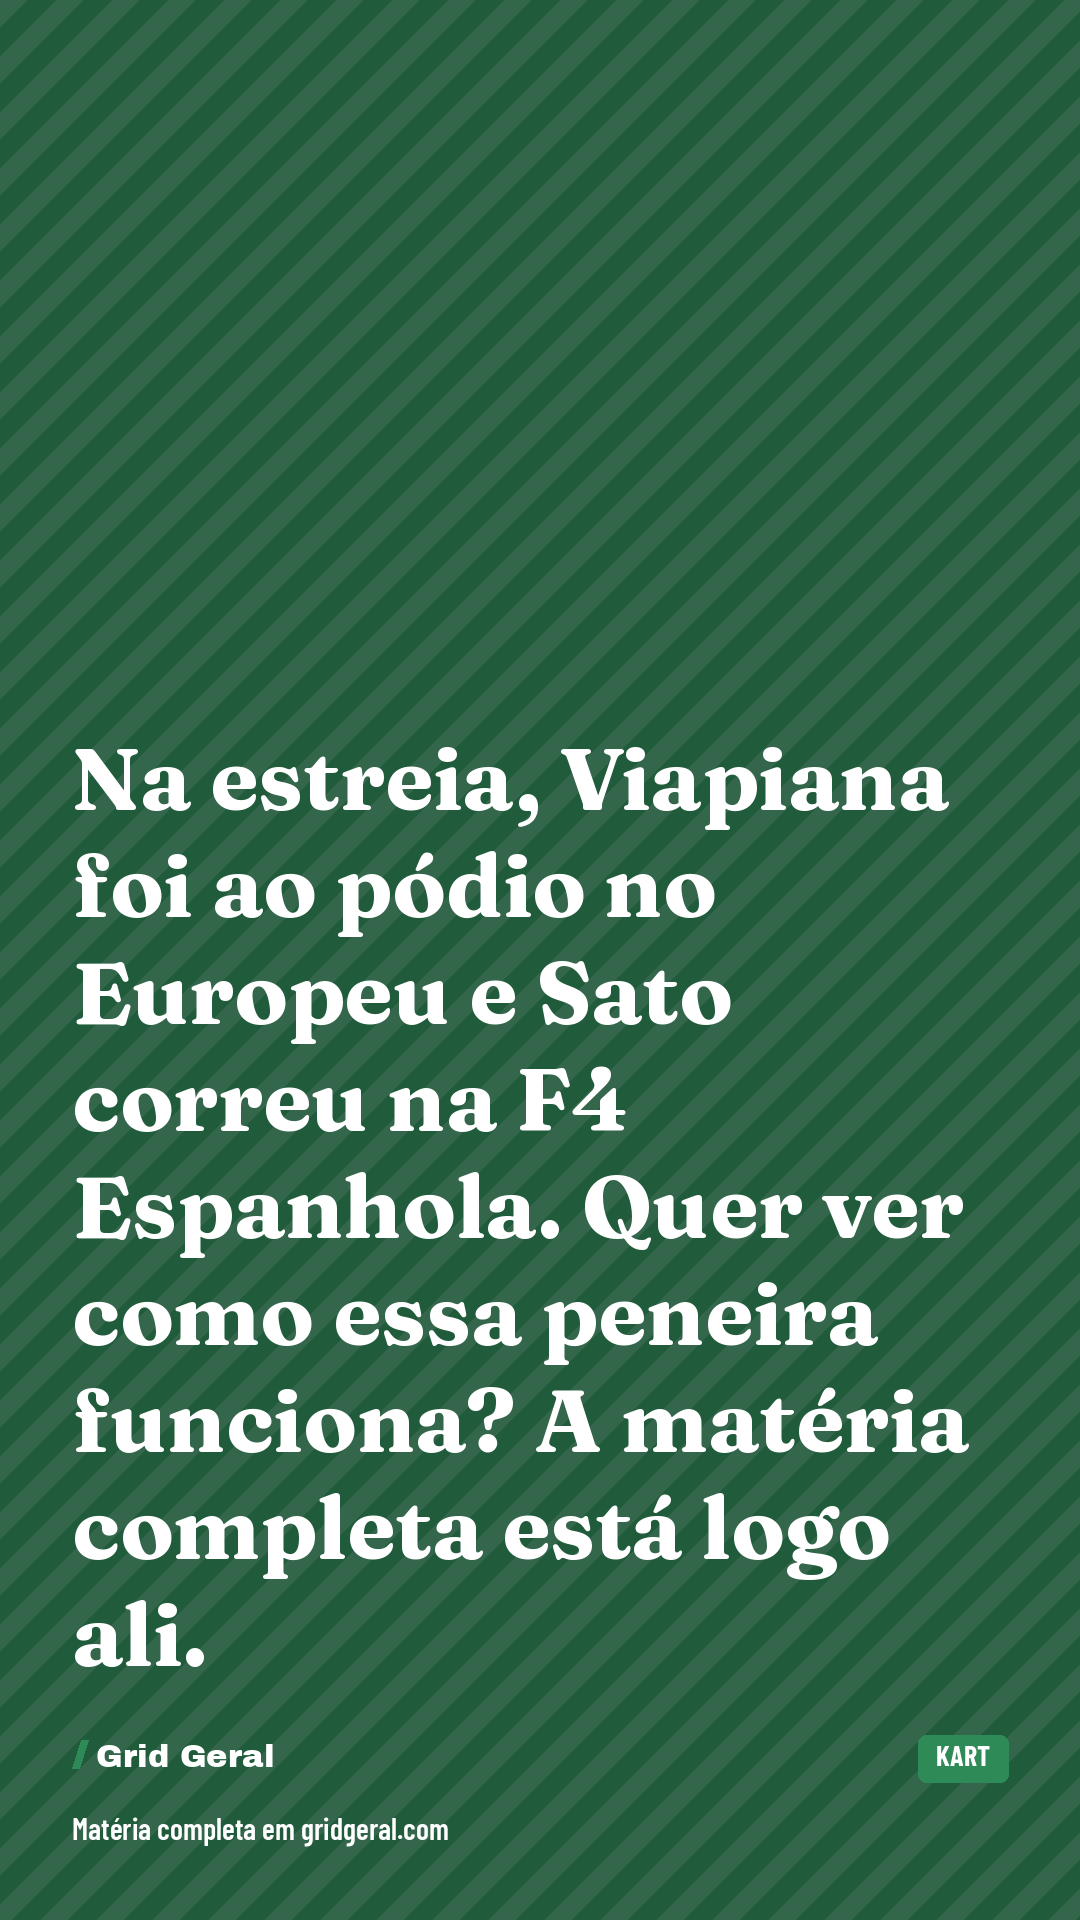 Na estreia, Viapiana
foi ao pódio no
Europeu e Sato
correu na F4
Espanhola. Quer ver
como essa peneira
funciona? A matéria
completa está logo
ali.
Grid Geral
KART
Matéria completa em gridgeral.com